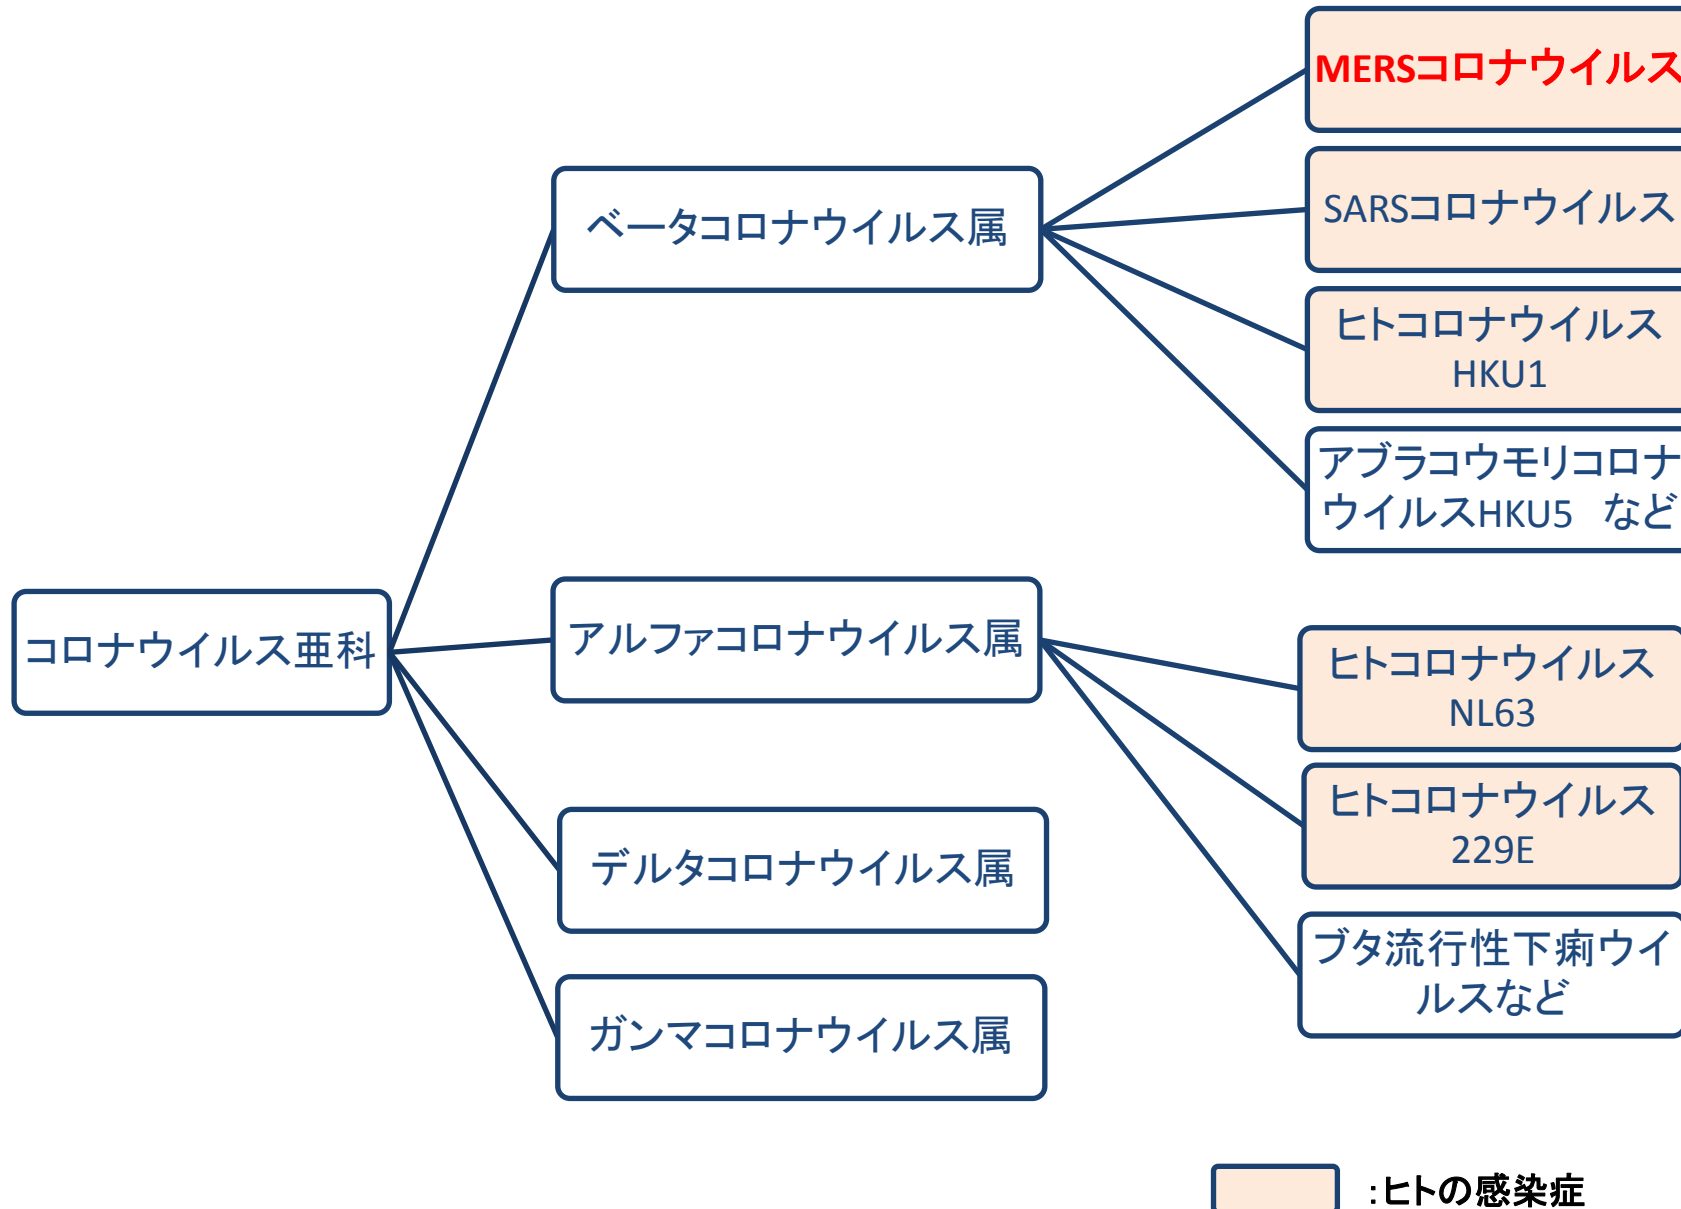 MERSコロナウイルス
SARSコロナウイルス
ヒトコロナウイルス
HKU1
アブラコウモリコロナ
ウイルスHKU5　など
ベータコロナウイルス属
コロナウイルス亜科
アルファコロナウイルス属
ヒトコロナウイルス
NL63
ヒトコロナウイルス
229E
ブタ流行性下痢ウイ
ルスなど
デルタコロナウイルス属
ガンマコロナウイルス属
:ヒトの感染症